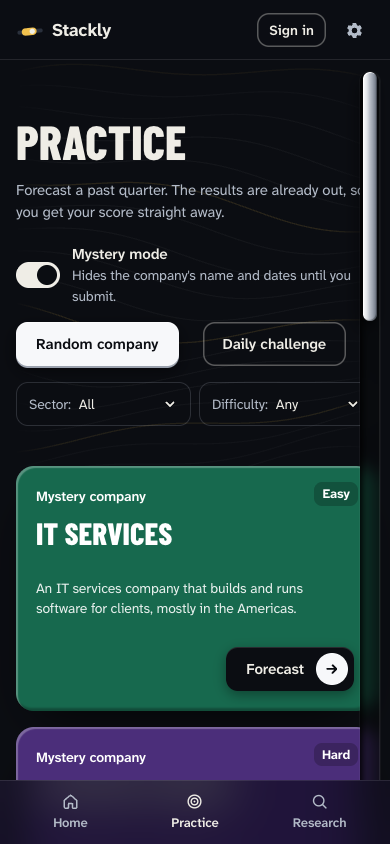 Stackly
Sign in
PRACTICE
Forecast a past quarter. The results are already out, so
you get your score straight away.
Mystery mode
Hides the company's name and dates until you
submit.
Random company
Daily challenge
Sector: All
Difficulty: Any
Mystery company
Easy
IT SERVICES
An IT services company that builds and runs
software for clients, mostly in the Americas.
Forecast
Mystery company
Hard
Home
Practice
Research